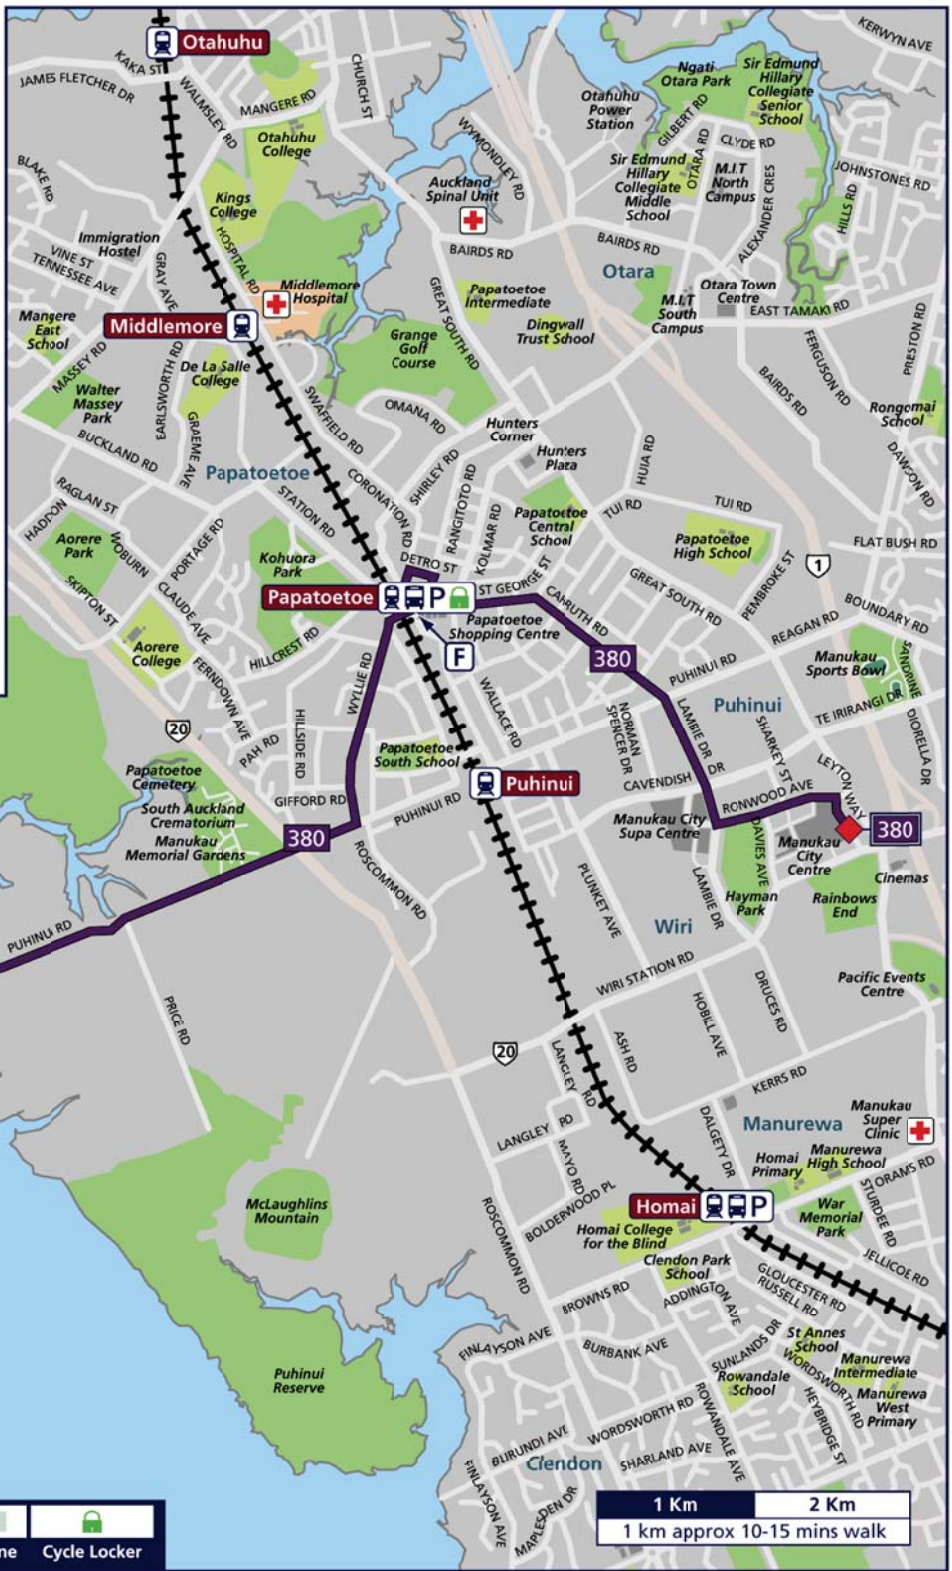 Otahuhu
KAKA ST
JAMES FLETCHER DR
WALMSLEY RD
MANGERE RD
CHURCH ST
Otahuhu
College
BLAKE RD
Kings
College
HOSPITAL RD
Immigration
Hostel
VINE ST
TENNESSEE AVE
GRAY AVE
Middlemore
Hospital
Middlemore
Mangere
East
School
MASSEY RD
Walter
Massey
Park
EARLSWORTH RD
De La Salle
College
GRAEME AVE
SWAFFIELD RD
BUCKLAND RD
Papatoetoe
KERWYN AVE
Ngati
Otara Park
Sir Edmund
Hillary
Collegiate
Senior
School
Otahuhu
Power
Station
GILBERT RD
CLYDE RD
OTARA RD
Sir Edmund
Hillary
Collegiate
Middle
School
M.I.T
North
Campus
ALEXANDER CRES
JOHNSTONES RD
HILLS RD
WYMONDLEY RD
Auckland
Spinal Unit
BAIRDS RD
BAIRDS RD
Otara
GREAT SOUTH RD
Papatoetoe
Intermediate
Dingwall
Trust School
M.I.T
South
Campus
Otara Town
Centre
EAST TAMAKI RD
Grange
Golf
Course
OMANA RD
BAIRDS RD
FERGUSON RD
PRESTON RD
Rongomai
School
DAWSON RD
Hunters
Corner
Hunters
Plaza
HUIA RD
SHIRLEY RD
RANGITOTO RD
KOLMAR RD
CORONATION RD
STATION RD
RAGLAN ST
HADDON
Aorere
Park
WOBURN
PORTAGE RD
Kohuora
Park
DETRO ST
Papatoetoe
Central
School
TUI RD
TUI RD
Papatoetoe
High School
FLAT BUSH RD
1
SKIPTON ST
CLAUDE AVE
Papatoetoe
P
ST GEORGE ST
CARRUTH RD
GREAT SOUTH RD
PEMBROKE ST
BOUNDARY RD
Papatoetoe
Shopping Centre
F
REAGAN RD
Aorere
College
HILLCREST RD
FERNDOWN AVE
WYLLIE RD
380
PUHINUI RD
Manukau
Sports Bowl
SANDRINE
Puhinui
TE IRIRANGI DR
DIORELLA DR
20
PAH RD
HILLSIDE RD
WALLACE RD
NORMAN
SPENCER DR
LAMBIE DR
SHARKEY ST
LEYTON WAY
Papatoetoe
South School
Papatoetoe
Cemetery
South Auckland
Crematorium
Manukau
Memorial Gardens
GIFFORD RD
PUHINUI RD
Puhinui
CAVENDISH DR
RONWOOD AVE
380
Manukau City
Supa Centre
DAVIES AVE
Manukau
City
Centre
380
Cinemas
ROSCOMMON RD
PLUNKET AVE
LAMBIE DR
Hayman
Park
Rainbows
End
Wiri
PUHINUI RD
WIRI STATION RD
Pacific Events
Centre
PRICE RD
HOBILL AVE
DRUCES RD
20
LANGLEY RD
ASH RD
KERRS RD
Manukau
Super
Clinic
LANGLEY RD
MAYO RD
DALGETY DR
Manurewa
Homai
Primary
Manurewa
High School
ORAMS RD
STURDEE RD
McLaughlins
Mountain
BOLDERWOOD PL
Homai
P
War
Memorial
Park
Homai College
for the Blind
ROSCOMMON RD
Clendon Park
School
JELLICOE RD
GLOUCESTER RD
RUSSELL RD
BROWNS RD
ADDINGTON AVE
FINLAYSON AVE
BURBANK AVE
SUNLANDS DR
St Annes
School
WORDSWORTH RD
Manurewa
Intermediate
Manurewa
West
Primary
Puhinui
Reserve
Rowandale
School
HEYBRIDGE ST
ROWANDALE AVE
WORDSWORTH RD
BURUNDI AVE
Clendon
SHARLAND AVE
FINLAYSON AVE
MAPLESDEN DR
1 Km
2 Km
1 km approx 10-15 mins walk
ne
Cycle Locker